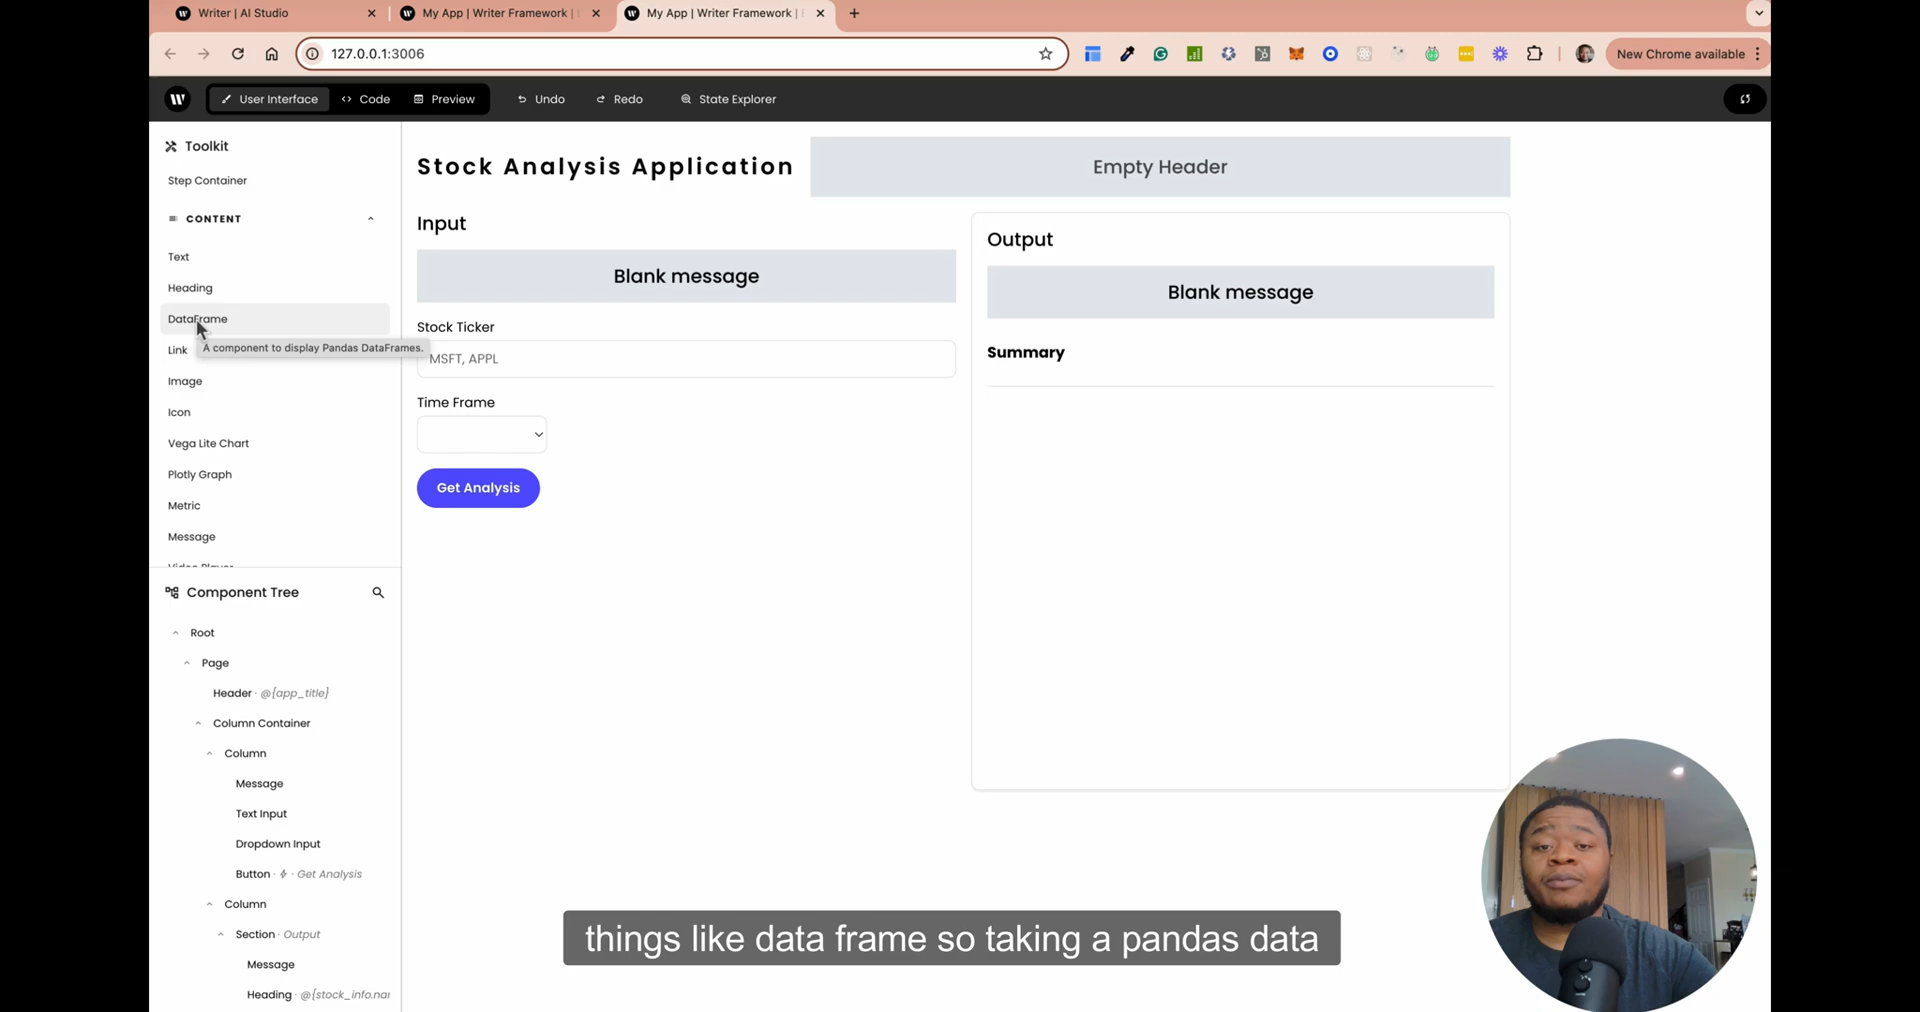 Writer | AI Studio
My App | Writer Framework |
My App | Writer Framework |
127.0.0.1:3006
New Chrome available
User Interface
Code
Preview
Undo
Redo
State Explorer
Toolkit
Step Container
CONTENT
Text
Heading
DataFrame
A component to display Pandas DataFrames.
Link
Image
Icon
Vega Lite Chart
Plotly Graph
Metric
Message
Component Tree
Root
Page
Header · @{app_title}
Column Container
Column
Message
Text Input
Dropdown Input
Button · Get Analysis
Column
Section · Output
Message
Heading · @{stock_info.nar
Stock Analysis Application
Empty Header
Input
Blank message
Stock Ticker
MSFT, APPL
Time Frame
Get Analysis
Output
Blank message
Summary
things like data frame so taking a pandas data